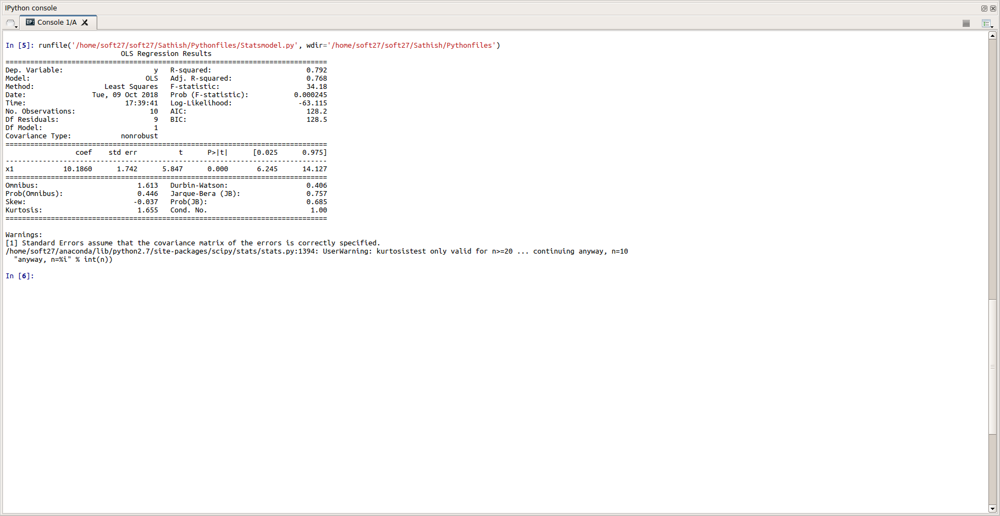 IPython console
Console 1/A
In [5]: runfile('/home/soft27/soft27/Sathish/Pythonfiles/Statsmodel.py', wdir='/home/soft27/soft27/Sathish/Pythonfiles')
                            OLS Regression Results
==============================================================================
Dep. Variable:                      y   R-squared:                       0.792
Model:                            OLS   Adj. R-squared:                  0.768
Method:                 Least Squares   F-statistic:                     34.18
Date:                Tue, 09 Oct 2018   Prob (F-statistic):           0.000245
Time:                        17:39:41   Log-Likelihood:                -63.115
No. Observations:                  10   AIC:                             128.2
Df Residuals:                       9   BIC:                             128.5
Df Model:                           1
Covariance Type:            nonrobust
==============================================================================
                 coef    std err          t      P>|t|      [0.025      0.975]
------------------------------------------------------------------------------
x1            10.1860      1.742      5.847      0.000       6.245      14.127
==============================================================================
Omnibus:                        1.613   Durbin-Watson:                   0.406
Prob(Omnibus):                  0.446   Jarque-Bera (JB):                0.757
Skew:                          -0.037   Prob(JB):                        0.685
Kurtosis:                       1.655   Cond. No.                         1.00
==============================================================================
Warnings:
[1] Standard Errors assume that the covariance matrix of the errors is correctly specified.
/home/soft27/anaconda/lib/python2.7/site-packages/scipy/stats/stats.py:1394: UserWarning: kurtosistest only valid for n>=20 ... continuing anyway, n=10
  "anyway, n=%i" % int(n))
In [6]: